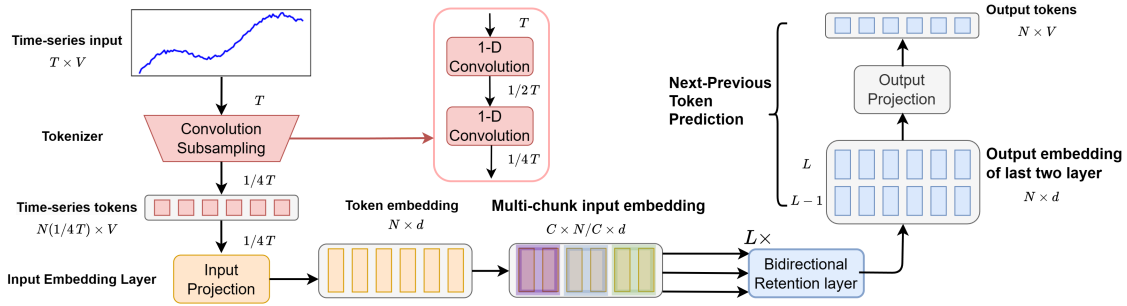 Time-series input
T × V
T
Tokenizer
Convolution
Subsampling
1/4 T
Time-series tokens
N(1/4 T) × V
1/4 T
Input Embedding Layer
Input
Projection
T
1-D
Convolution
1/2 T
1-D
Convolution
1/4 T
Token embedding
N × d
Multi-chunk input embedding
C × N/C × d
L×
Bidirectional
Retention layer
Next-Previous
Token
Prediction
Output tokens
N × V
Output
Projection
L
L − 1
Output embedding
of last two layer
N × d